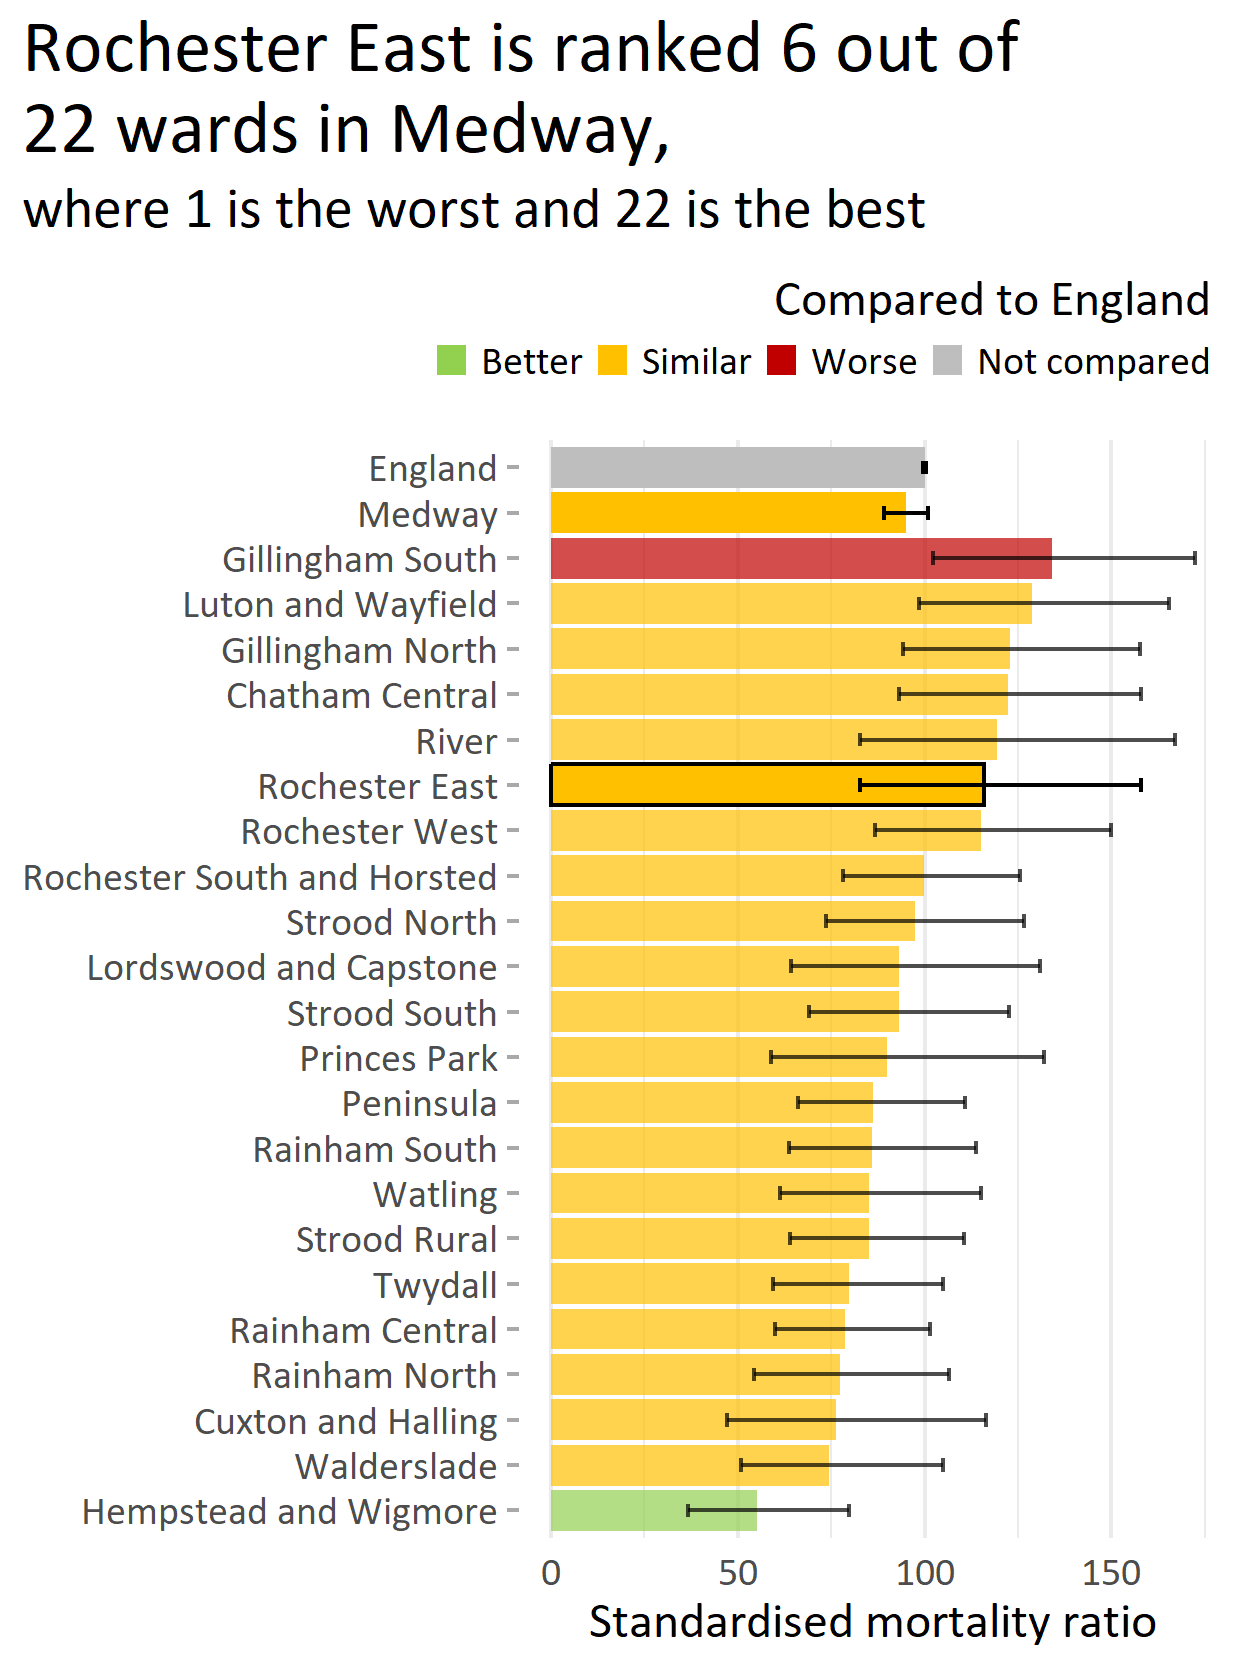 Rochester East is ranked 6 out of
22 wards in Medway,
where 1 is the worst and 22 is the best
Compared to England
Better Similar Worse Not compared
England
Medway
Gillingham South
Luton and Wayfield
Gillingham North
Chatham Central
River
Rochester East
Rochester West
Rochester South and Horsted
Strood North
Lordswood and Capstone
Strood South
Princes Park
Peninsula
Rainham South
Watling
Strood Rural
Twydall
Rainham Central
Rainham North
Cuxton and Halling
Walderslade
Hempstead and Wigmore
0 50 100 150
Standardised mortality ratio